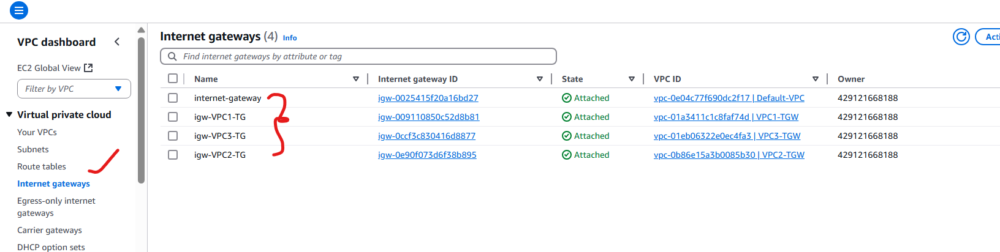 VPC dashboard
EC2 Global View
Filter by VPC
Virtual private cloud
Your VPCs
Subnets
Route tables
Internet gateways
Egress-only internet
gateways
Carrier gateways
DHCP option sets
Internet gateways (4) Info
Acti
Find internet gateways by attribute or tag
Name Internet gateway ID State VPC ID Owner
internet-gateway igw-0025415f20a16bd27 Attached vpc-0e04c77f690dc2f17 | Default-VPC 429121668188
igw-VPC1-TG igw-009110850c52d8b81 Attached vpc-01a3411c1c8faf74d | VPC1-TGW 429121668188
igw-VPC3-TG igw-0ccf3c830416d8877 Attached vpc-01eb06322e0ec4fa3 | VPC3-TGW 429121668188
igw-VPC2-TG igw-0e90f073d6f38b895 Attached vpc-0b86e15a3b0085b30 | VPC2-TGW 429121668188